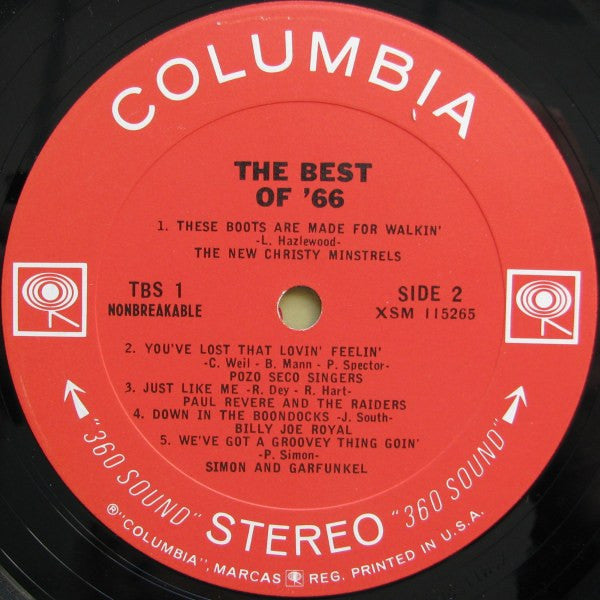 COLUMBIA
THE BEST
OF '66
1. THESE BOOTS ARE MADE FOR WALKIN'
-L. Hazlewood-
THE NEW CHRISTY MINSTRELS
TBS 1
NONBREAKABLE
SIDE 2
XSM 115265
2. YOU'VE LOST THAT LOVIN' FEELIN'
-C. Weil - B. Mann - P. Spector-
POZO SECO SINGERS
3. JUST LIKE ME -R. Dey - R. Hart-
PAUL REVERE AND THE RAIDERS
4. DOWN IN THE BOONDOCKS -J. South-
BILLY JOE ROYAL
5. WE'VE GOT A GROOVEY THING GOIN'
-P. Simon-
SIMON AND GARFUNKEL
"360 SOUND" STEREO "360 SOUND"
®"COLUMBIA", MARCAS REG. PRINTED IN U.S.A.